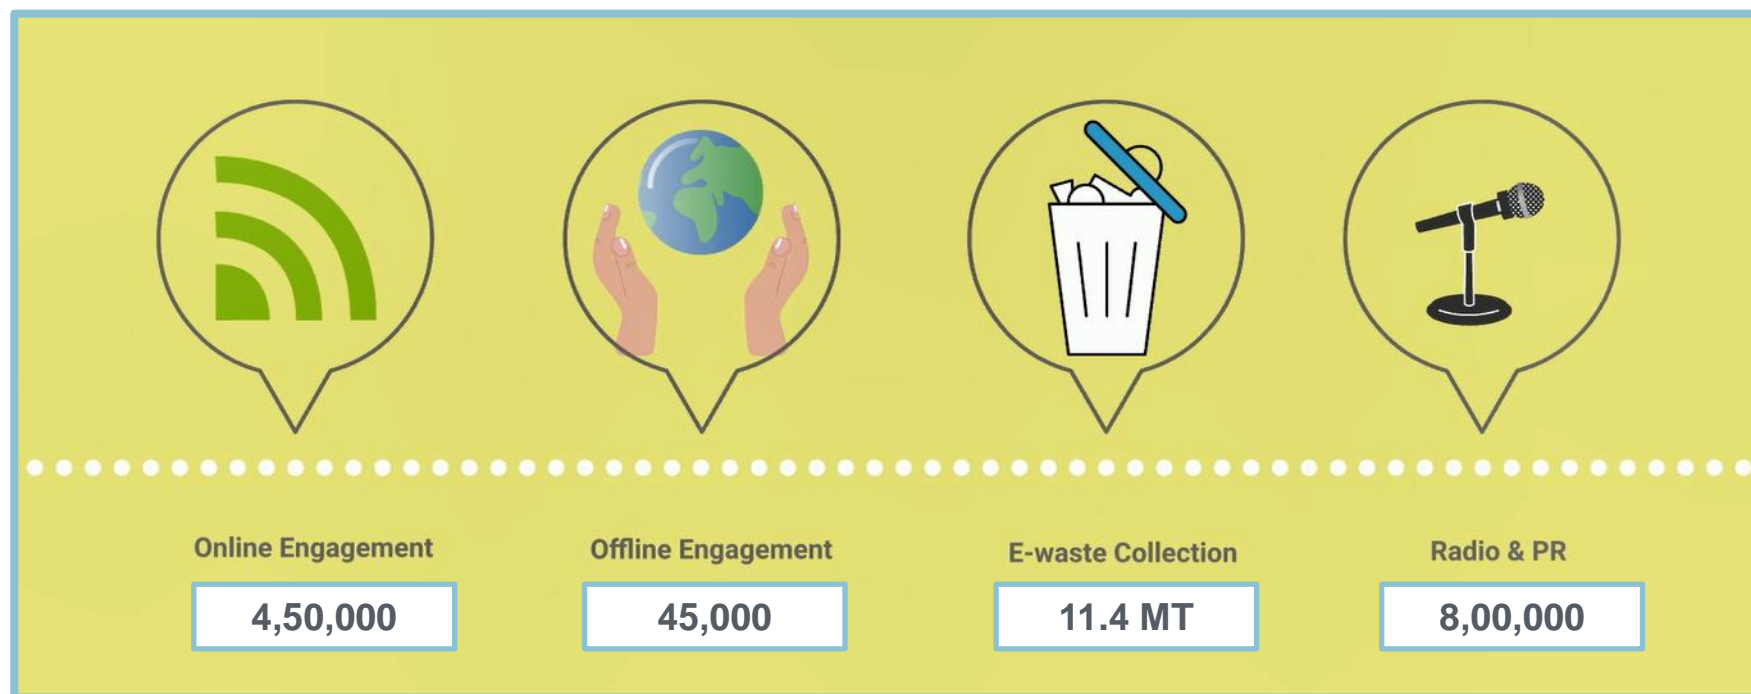 Online Engagement
Offline Engagement
E-waste Collection
Radio & PR
4,50,000
45,000
11.4 MT
8,00,000